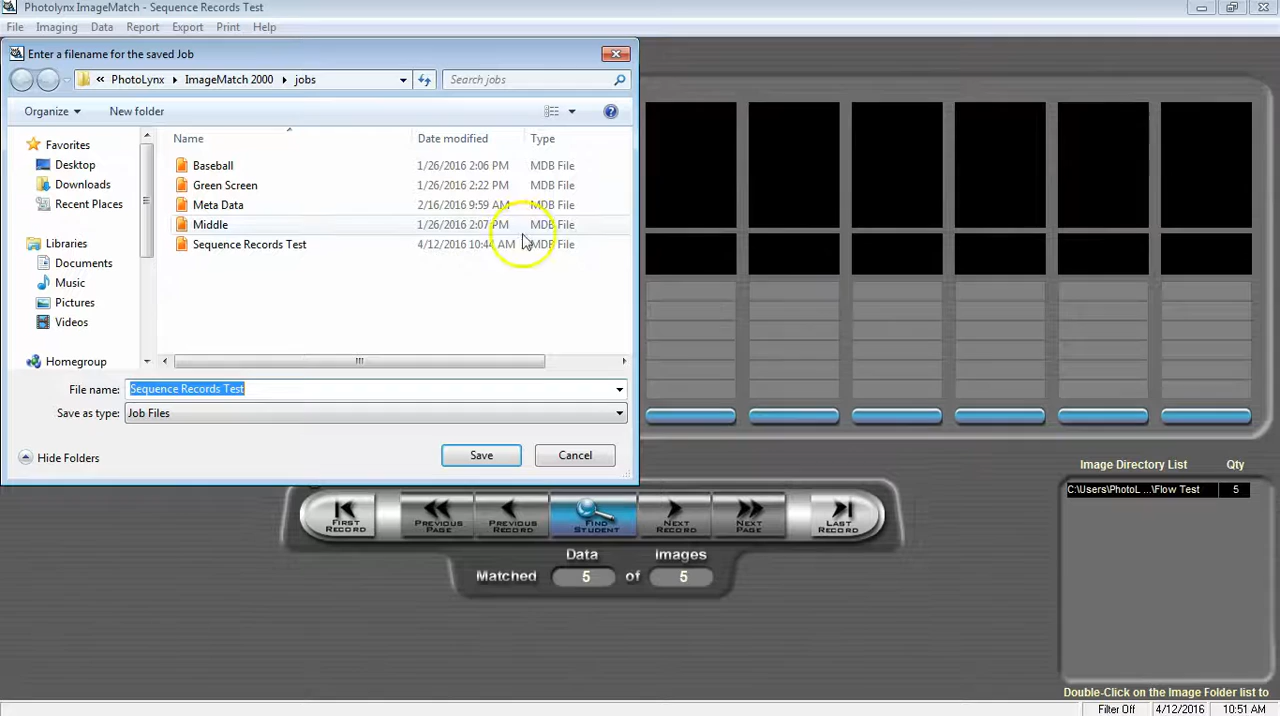 Photolynx ImageMatch - Sequence Records Test
File Imaging Data Report Export Print Help
Enter a filename for the saved Job
« PhotoLynx ImageMatch 2000 jobs Search jobs
Organize New folder
Name Date modified Type
Favorites
Desktop
Downloads
Recent Places
Libraries
Documents
Music
Pictures
Videos
Homegroup
Baseball 1/26/2016 2:06 PM MDB File
Green Screen 1/26/2016 2:22 PM MDB File
Meta Data 2/16/2016 9:59 AM MDB File
Middle 1/26/2016 2:07 PM MDB File
Sequence Records Test 4/12/2016 10:44 AM MDB File
File name: Sequence Records Test
Save as type: Job Files
Hide Folders Save Cancel
Image Directory List Qty
C:\Users\PhotoL ...\Flow Test 5
FIRST RECORD
PREVIOUS PAGE
PREVIOUS RECORD
FIND STUDENT
NEXT RECORD
NEXT PAGE
LAST RECORD
Data Images
Matched 5 of 5
Double-Click on the Image Folder list to
Filter Off 4/12/2016 10:51 AM